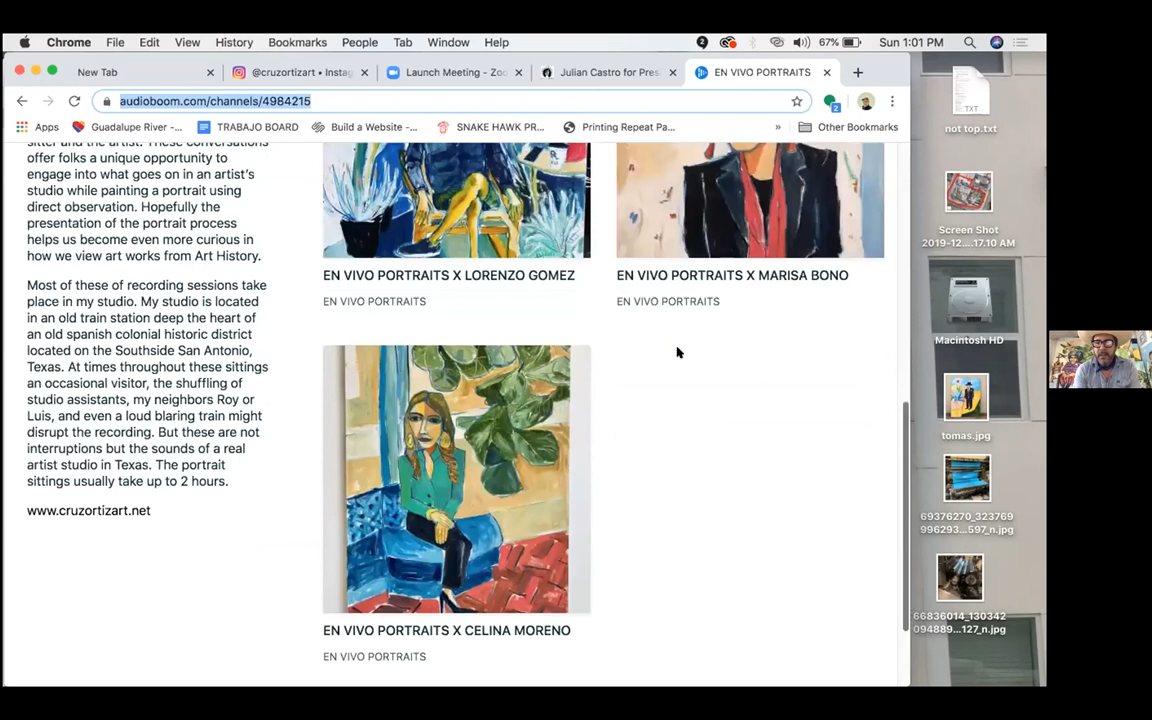 Chrome File Edit View History Bookmarks People Tab Window Help 67% Sun 1:01 PM
New Tab @cruzortizart • Instag Launch Meeting - Zoo Julian Castro for Pres EN VIVO PORTRAITS
audioboom.com/channels/4984215
Apps Guadalupe River -... TRABAJO BOARD Build a Website -... SNAKE HAWK PR... Printing Repeat Pa... » Other Bookmarks
sitter and the artist. These conversations
offer folks a unique opportunity to
engage into what goes on in an artist's
studio while painting a portrait using
direct observation. Hopefully the
presentation of the portrait process
helps us become even more curious in
how we view art works from Art History.
Most of these of recording sessions take
place in my studio. My studio is located
in an old train station deep the heart of
an old spanish colonial historic district
located on the Southside San Antonio,
Texas. At times throughout these sittings
an occasional visitor, the shuffling of
studio assistants, my neighbors Roy or
Luis, and even a loud blaring train might
disrupt the recording. But these are not
interruptions but the sounds of a real
artist studio in Texas. The portrait
sittings usually take up to 2 hours.
www.cruzortizart.net
EN VIVO PORTRAITS X LORENZO GOMEZ
EN VIVO PORTRAITS
EN VIVO PORTRAITS X MARISA BONO
EN VIVO PORTRAITS
EN VIVO PORTRAITS X CELINA MORENO
EN VIVO PORTRAITS
TXT
not top.txt
Screen Shot
2019-12....17.10 AM
Macintosh HD
tomas.jpg
69376270_323769
996293...597_n.jpg
66836014_130342
094889...127_n.jpg
2